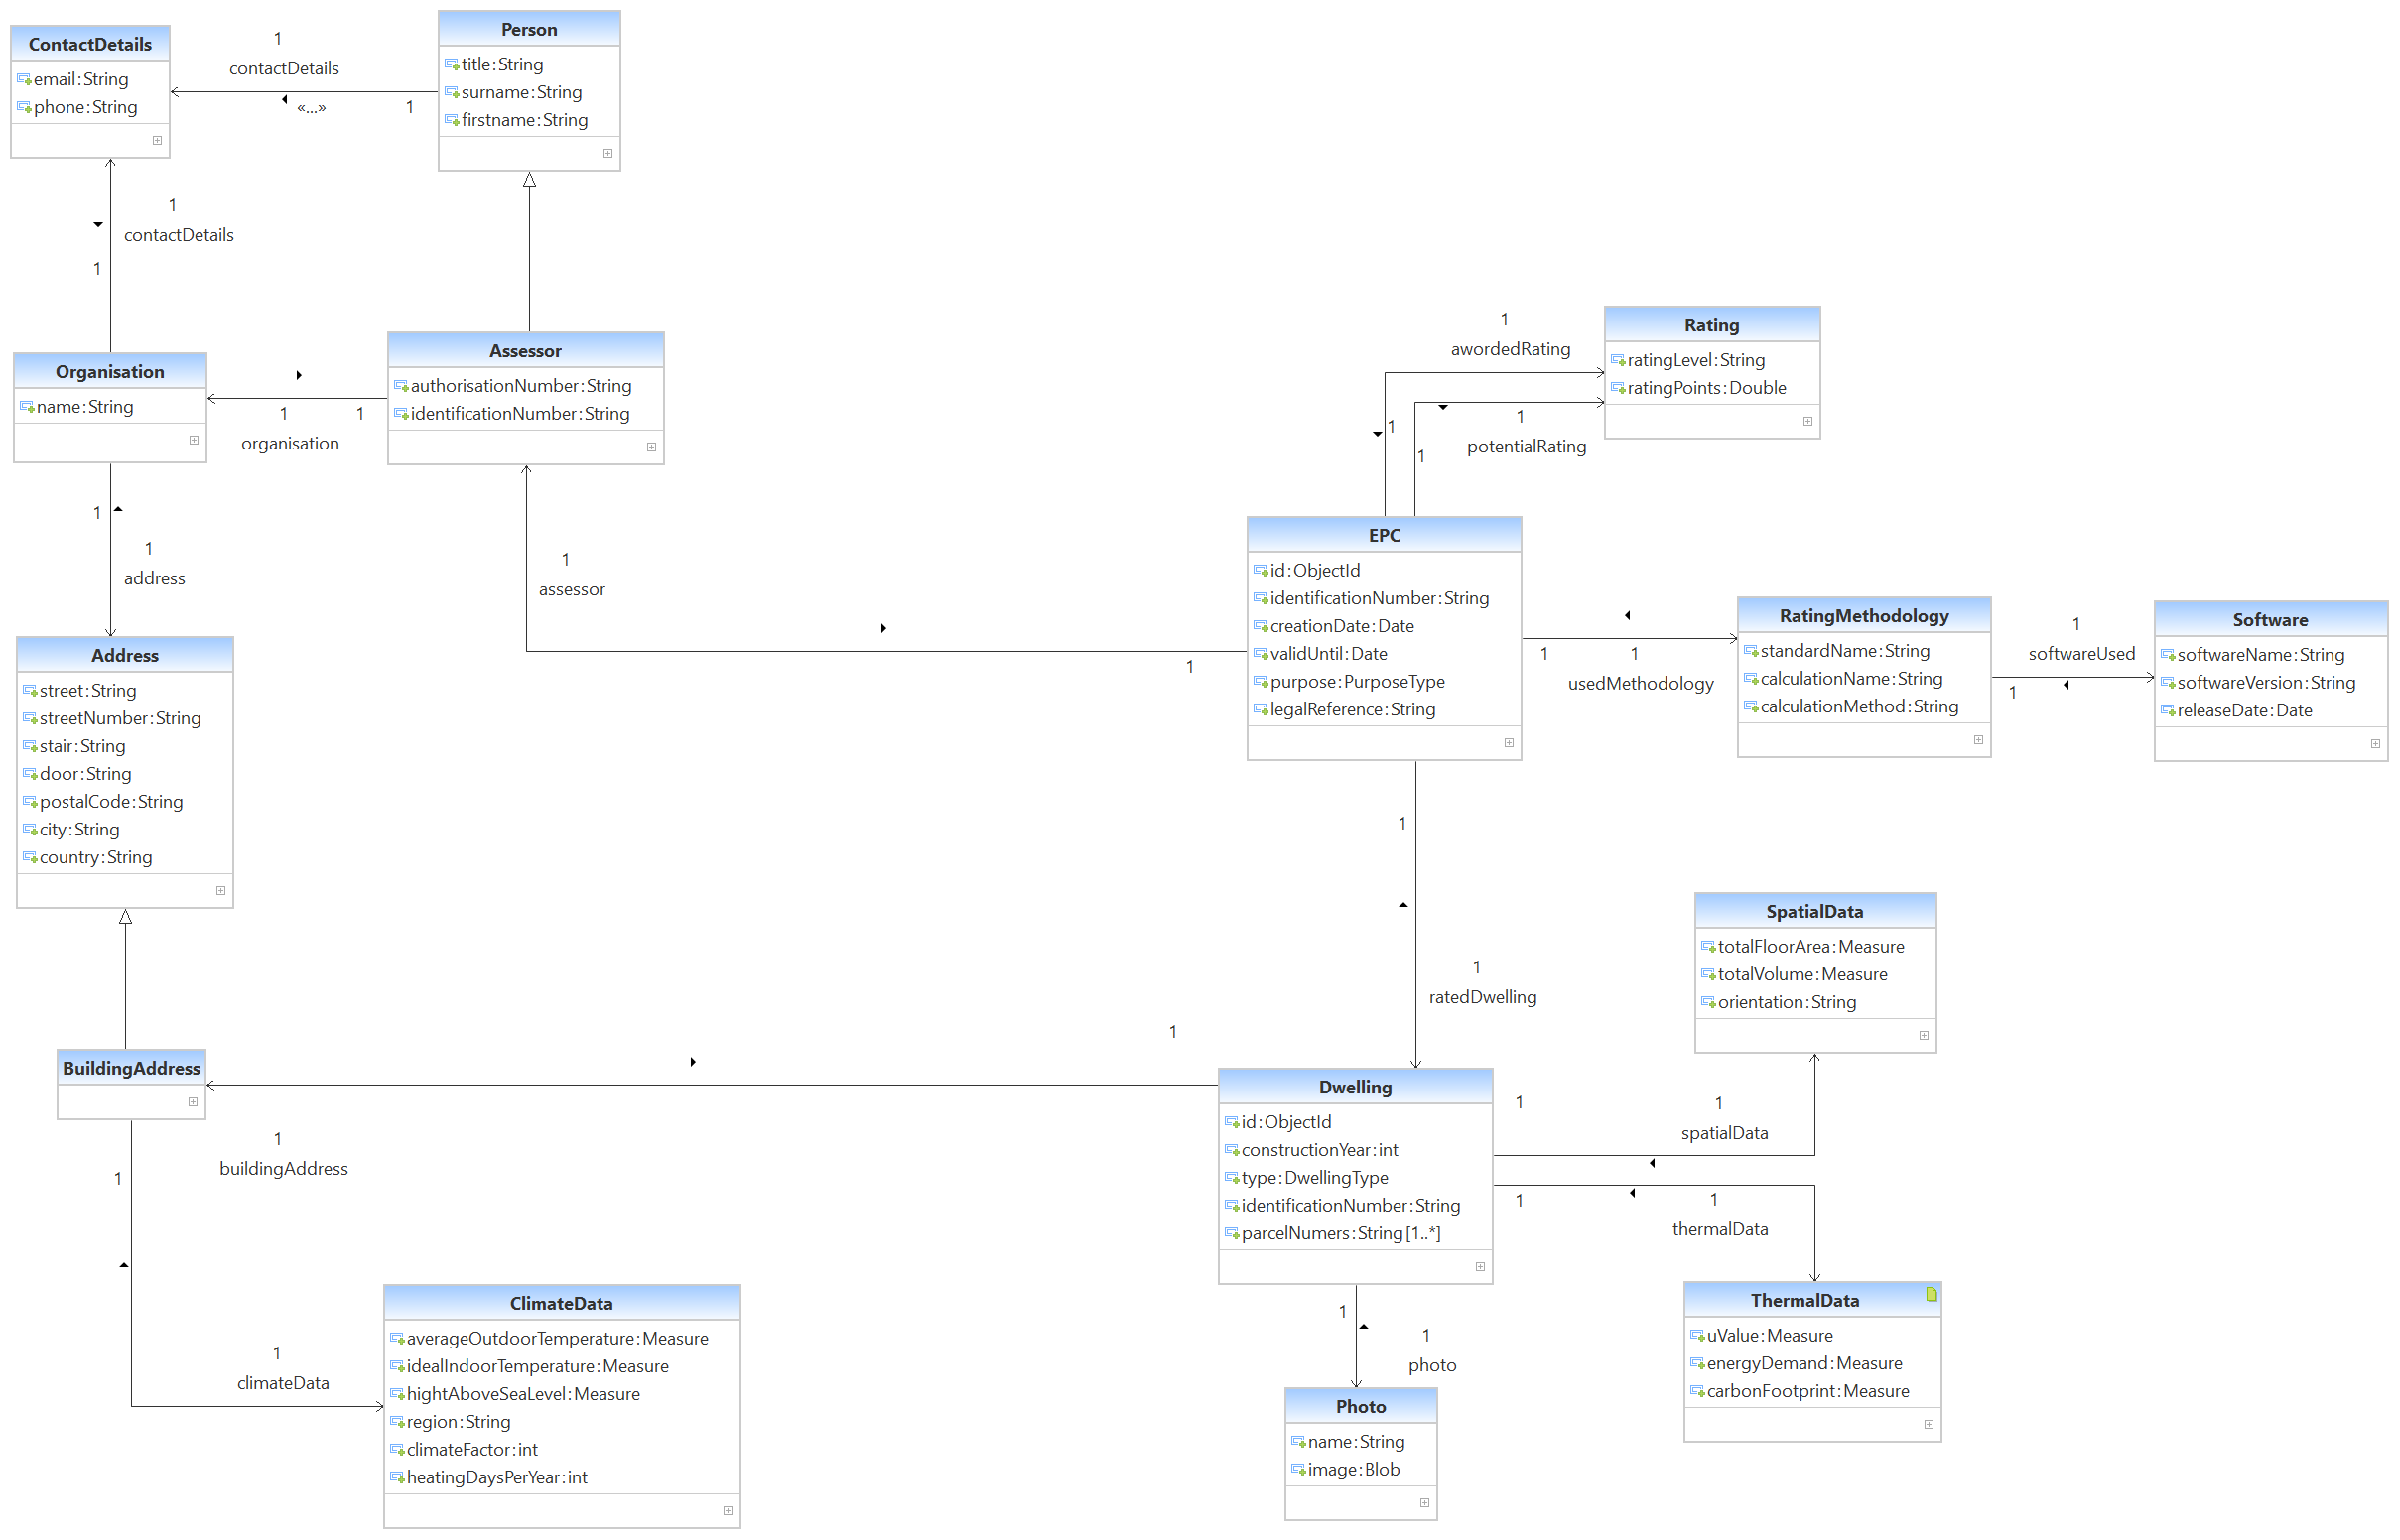 ContactDetails
email:String
phone:String
1
contactDetails
«...»
1
Person
title:String
surname:String
firstname:String
1
contactDetails
1
Organisation
name:String
1
1
organisation
Assessor
authorisationNumber:String
identificationNumber:String
1
awordedRating
1
1
potentialRating
1
Rating
ratingLevel:String
ratingPoints:Double
1
1
address
1
assessor
1
EPC
id:ObjectId
identificationNumber:String
creationDate:Date
validUntil:Date
purpose:PurposeType
legalReference:String
1
1
usedMethodology
RatingMethodology
standardName:String
calculationName:String
calculationMethod:String
1
softwareUsed
1
Software
softwareName:String
softwareVersion:String
releaseDate:Date
Address
street:String
streetNumber:String
stair:String
door:String
postalCode:String
city:String
country:String
1
1
ratedDwelling
SpatialData
totalFloorArea:Measure
totalVolume:Measure
orientation:String
BuildingAddress
1
1
buildingAddress
1
Dwelling
id:ObjectId
constructionYear:int
type:DwellingType
identificationNumber:String
parcelNumers:String[1..*]
1
1
spatialData
1
1
thermalData
1
climateData
ClimateData
averageOutdoorTemperature:Measure
idealIndoorTemperature:Measure
hightAboveSeaLevel:Measure
region:String
climateFactor:int
heatingDaysPerYear:int
1
1
photo
Photo
name:String
image:Blob
ThermalData
uValue:Measure
energyDemand:Measure
carbonFootprint:Measure